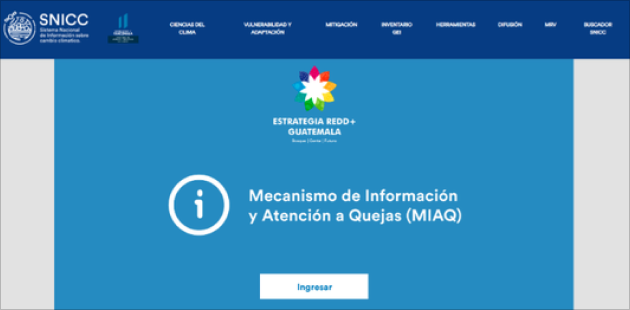 SNICC
Sistema Nacional
de Información sobre
cambio climático.
CIENCIAS DEL
CLIMA
VULNERABILIDAD Y
ADAPTACIÓN
MITIGACIÓN
INVENTARIO
GEI
HERRAMIENTAS
DIFUSIÓN
MRV
BUSCADOR
SNICC
ESTRATEGIA REDD+
GUATEMALA
Bosque | Gente | Futuro
Mecanismo de Información
y Atención a Quejas (MIAQ)
Ingresar